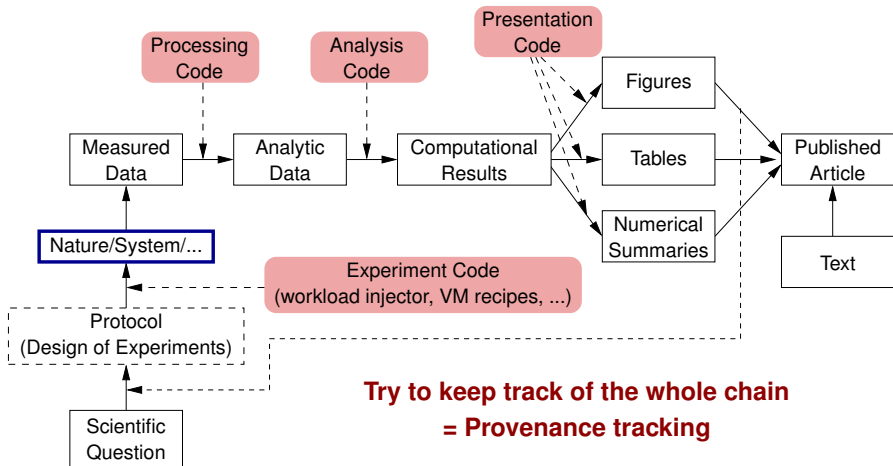 Processing
Code
Analysis
Code
Presentation
Code
Figures
Measured
Data
Analytic
Data
Computational
Results
Tables
Published
Article
Numerical
Summaries
Nature/System/...
Text
Experiment Code
(workload injector, VM recipes, ...)
Protocol
(Design of Experiments)
Try to keep track of the whole chain
= Provenance tracking
Scientific
Question